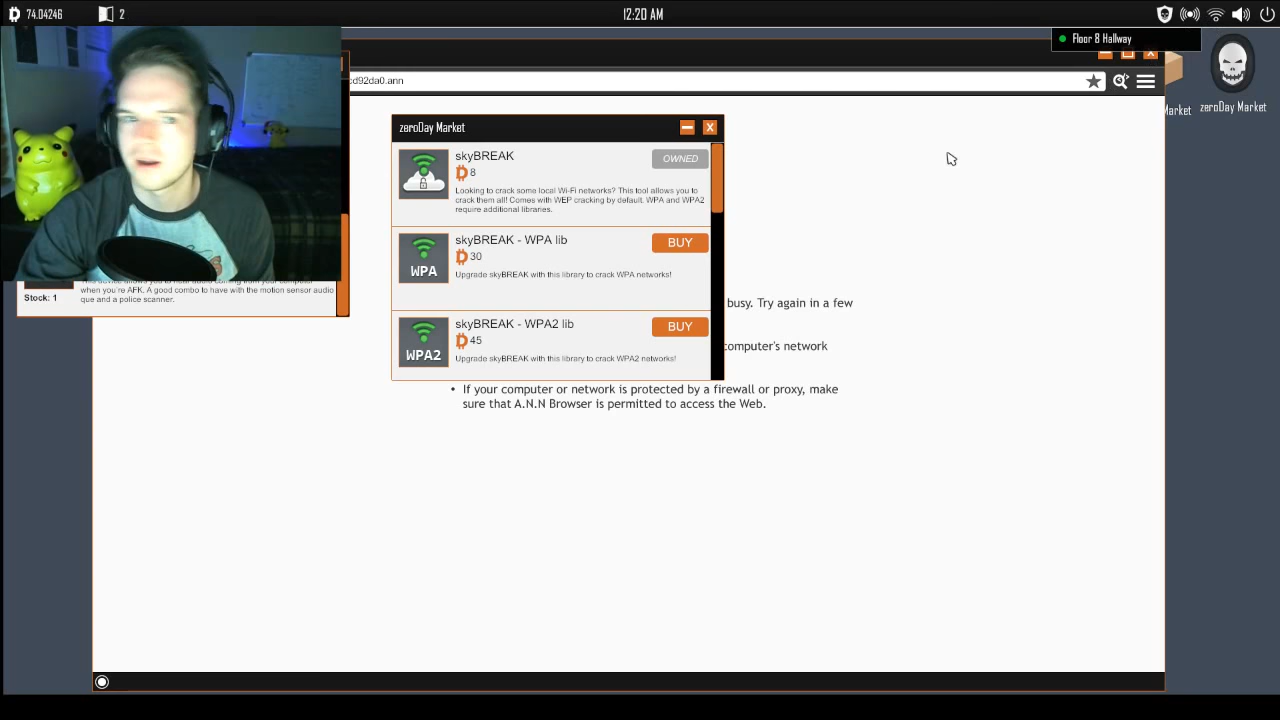 74.04246
2
12:20 AM
Floor 8 Hallway
cd92da0.ann
Market
zeroDay Market
zeroDay Market
skyBREAK
OWNED
8
Looking to crack some local Wi-Fi networks? This tool allows you to
crack them all! Comes with WEP cracking by default. WPA and WPA2
require additional libraries.
skyBREAK - WPA lib
BUY
30
WPA
Upgrade skyBREAK with this library to crack WPA networks!
skyBREAK - WPA2 lib
BUY
45
WPA2
Upgrade skyBREAK with this library to crack WPA2 networks!
when you're AFK. A good combo to have with the motion sensor audio
que and a police scanner.
Stock: 1
busy. Try again in a few
computer's network
• If your computer or network is protected by a firewall or proxy, make
sure that A.N.N Browser is permitted to access the Web.